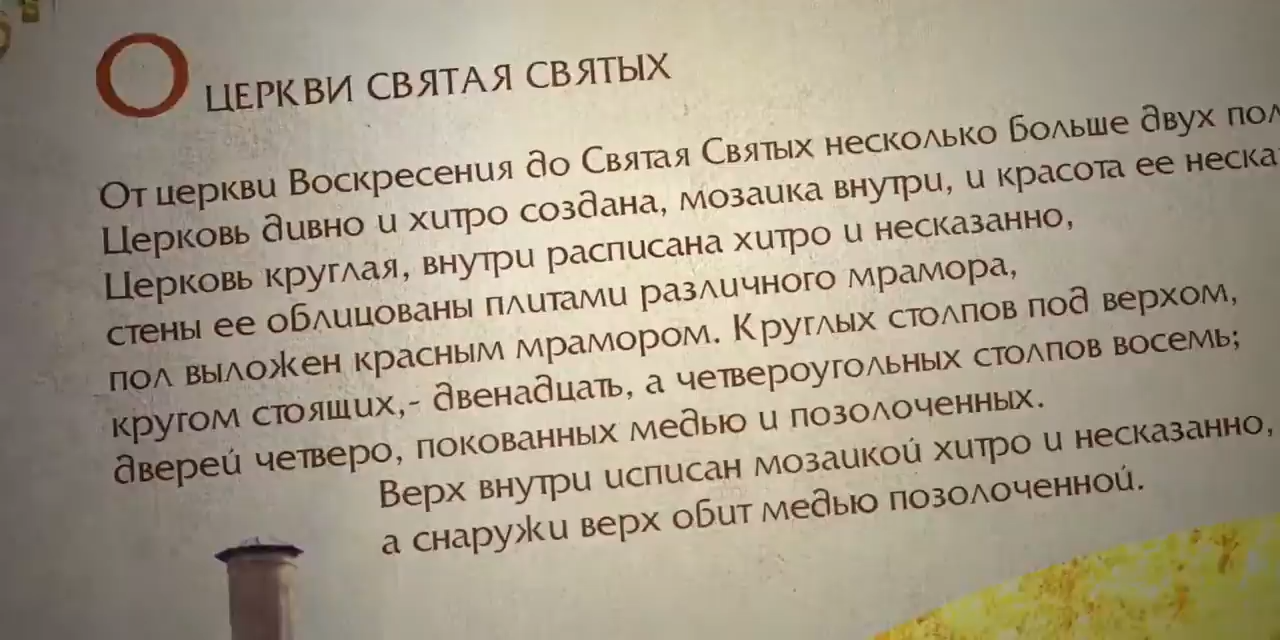 О ЦЕРКВИ СВЯТАЯ СВЯТЫХ
От церкви Воскресения до Святая Святых несколько больше двух
Церковь дивно и хитро создана, мозаика внутри, и красота ее
Церковь круглая, внутри расписана хитро и несказанно,
стены ее облицованы плитами различного мрамора,
пол выложен красным мрамором. Круглых столпов под верхом,
кругом стоящих,- двенадцать, а четвероугольных столпов восемь;
дверей четверо, покованных медью и позолоченных.
Верх внутри исписан мозаикой хитро и несказанно,
а снаружи верх обит медью позолоченной.